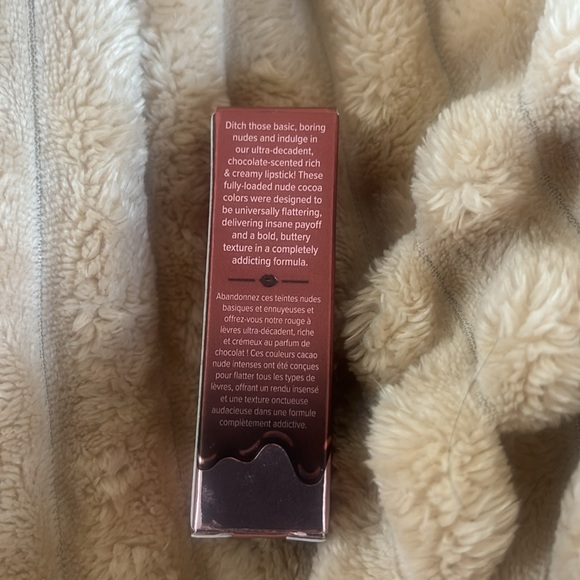 Ditch those basic, boring
nudes and indulge in
our ultra-decadent,
chocolate-scented rich
& creamy lipstick! These
fully-loaded nude cocoa
colors were designed to
be universally flattering,
delivering insane payoff
and a bold, buttery
texture in a completely
addicting formula.
Abandonnez ces teintes nudes
basiques et ennuyeuses et
offrez-vous notre rouge à
lèvres ultra-décadent, riche
et crémeux au parfum de
chocolat ! Ces couleurs cacao
nude intenses ont été conçues
pour flatter tous les types de
lèvres, offrant un rendu insensé
et une texture onctueuse
audacieuse dans une formule
complètement addictive.